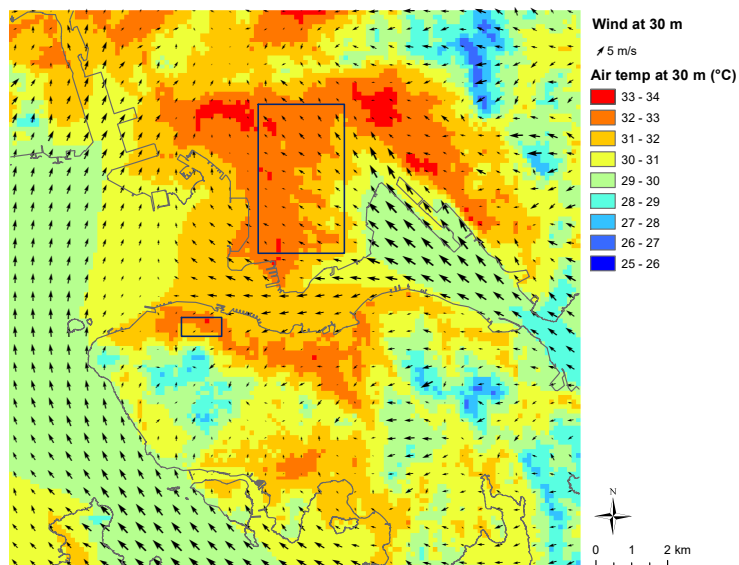 Wind at 30 m
5 m/s
Air temp at 30 m (°C)
33 - 34
32 - 33
31 - 32
30 - 31
29 - 30
28 - 29
27 - 28
26 - 27
25 - 26
N
0 1 2 km